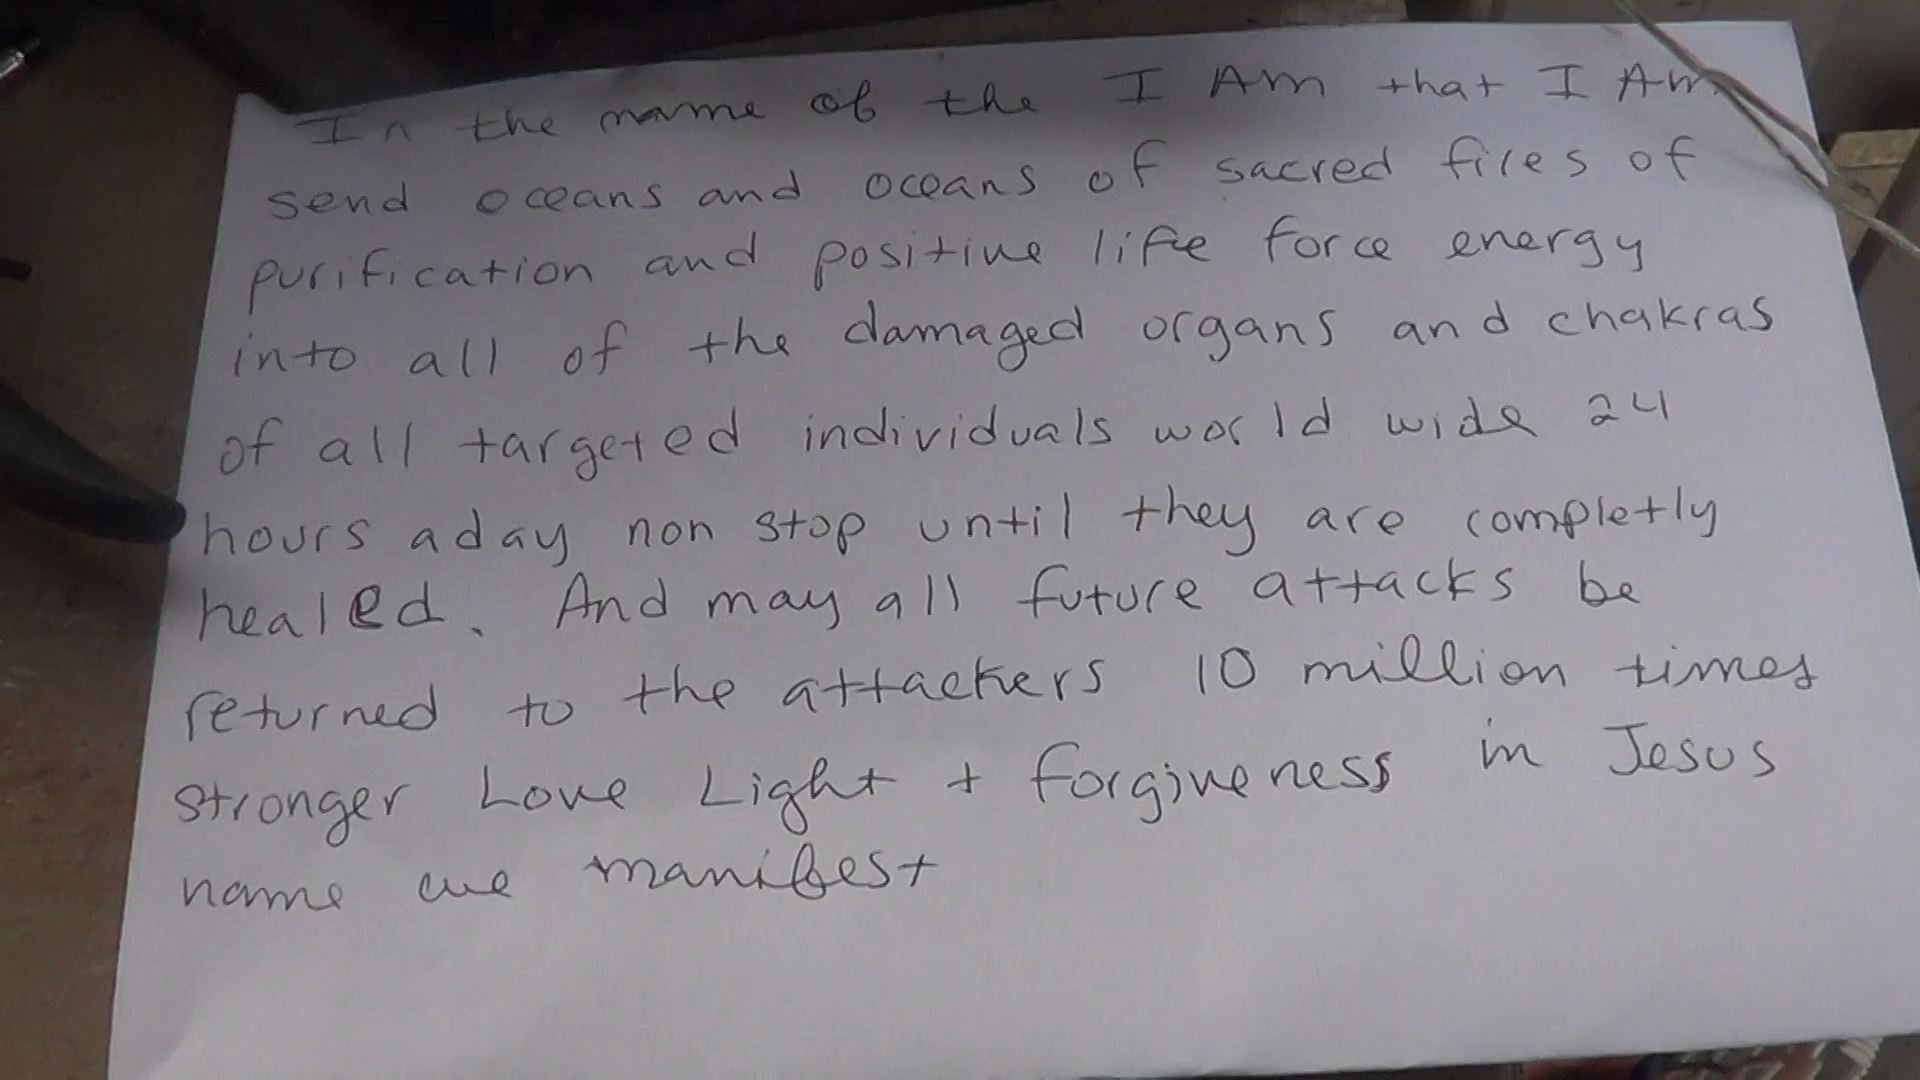 In the name of the I Am that I Am
send oceans and oceans of sacred fires of
purification and positive life force energy
into all of the damaged organs and chakras
of all targeted individuals world wide 24
hours a day non stop until they are completly
healed. And may all future attacks be
returned to the attackers 10 million times
stronger Love Light + forgiveness in Jesus
name we manifest